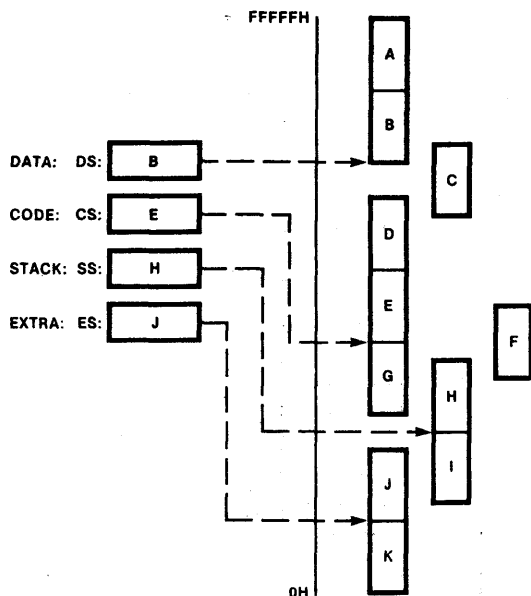 FFFFFH
A
B
DATA: DS: B
C
CODE: CS: E
D
STACK: SS: H
E
EXTRA: ES: J
F
G
H
I
J
K
0H